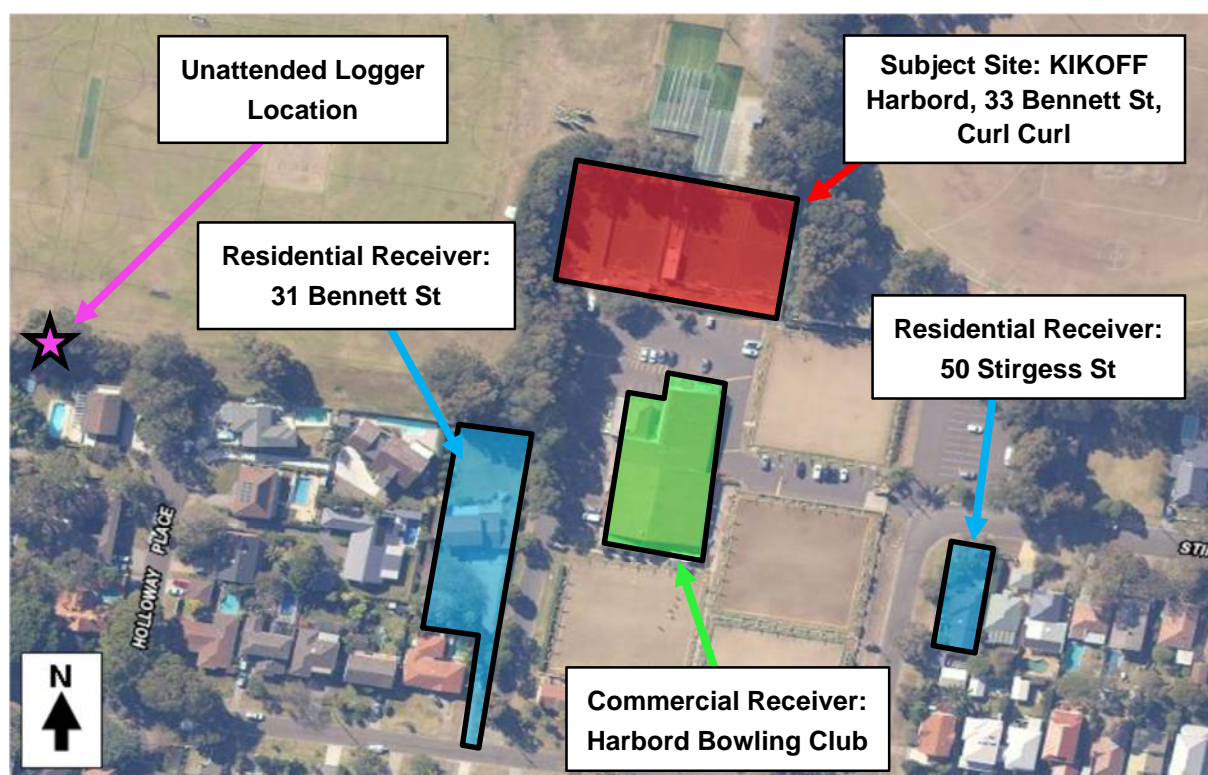 Unattended Logger
Location
Subject Site: KIKOFF
Harbord, 33 Bennett St,
Curl Curl
Residential Receiver:
31 Bennett St
Residential Receiver:
50 Stirgess St
HOLLOWAY PLACE
STI
Commercial Receiver:
Harbord Bowling Club
N